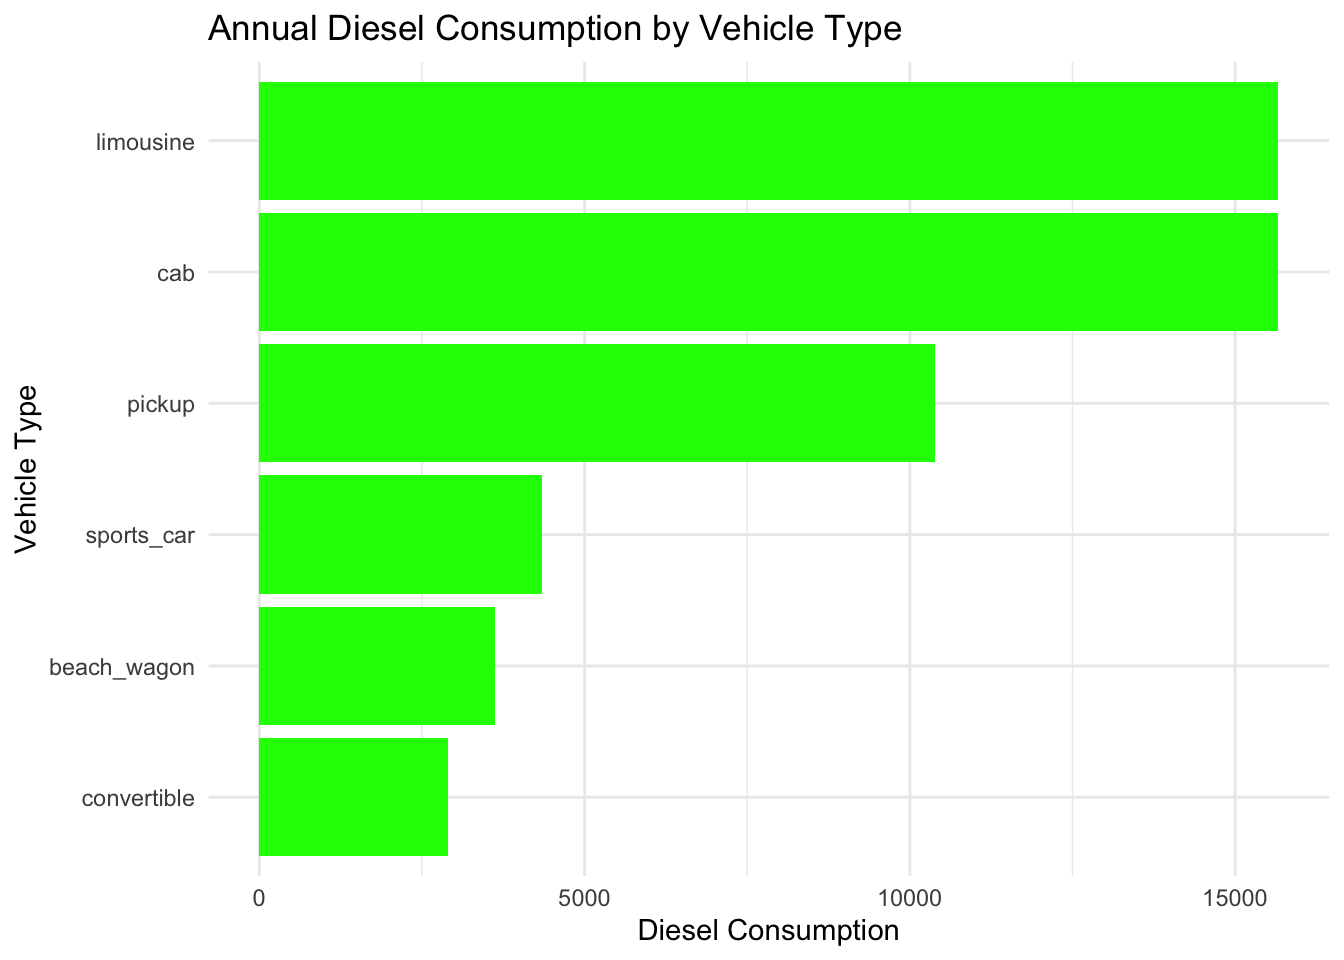 Annual Diesel Consumption by Vehicle Type
limousine
cab
pickup
sports_car
beach_wagon
convertible
Vehicle Type
0
5000
10000
15000
Diesel Consumption